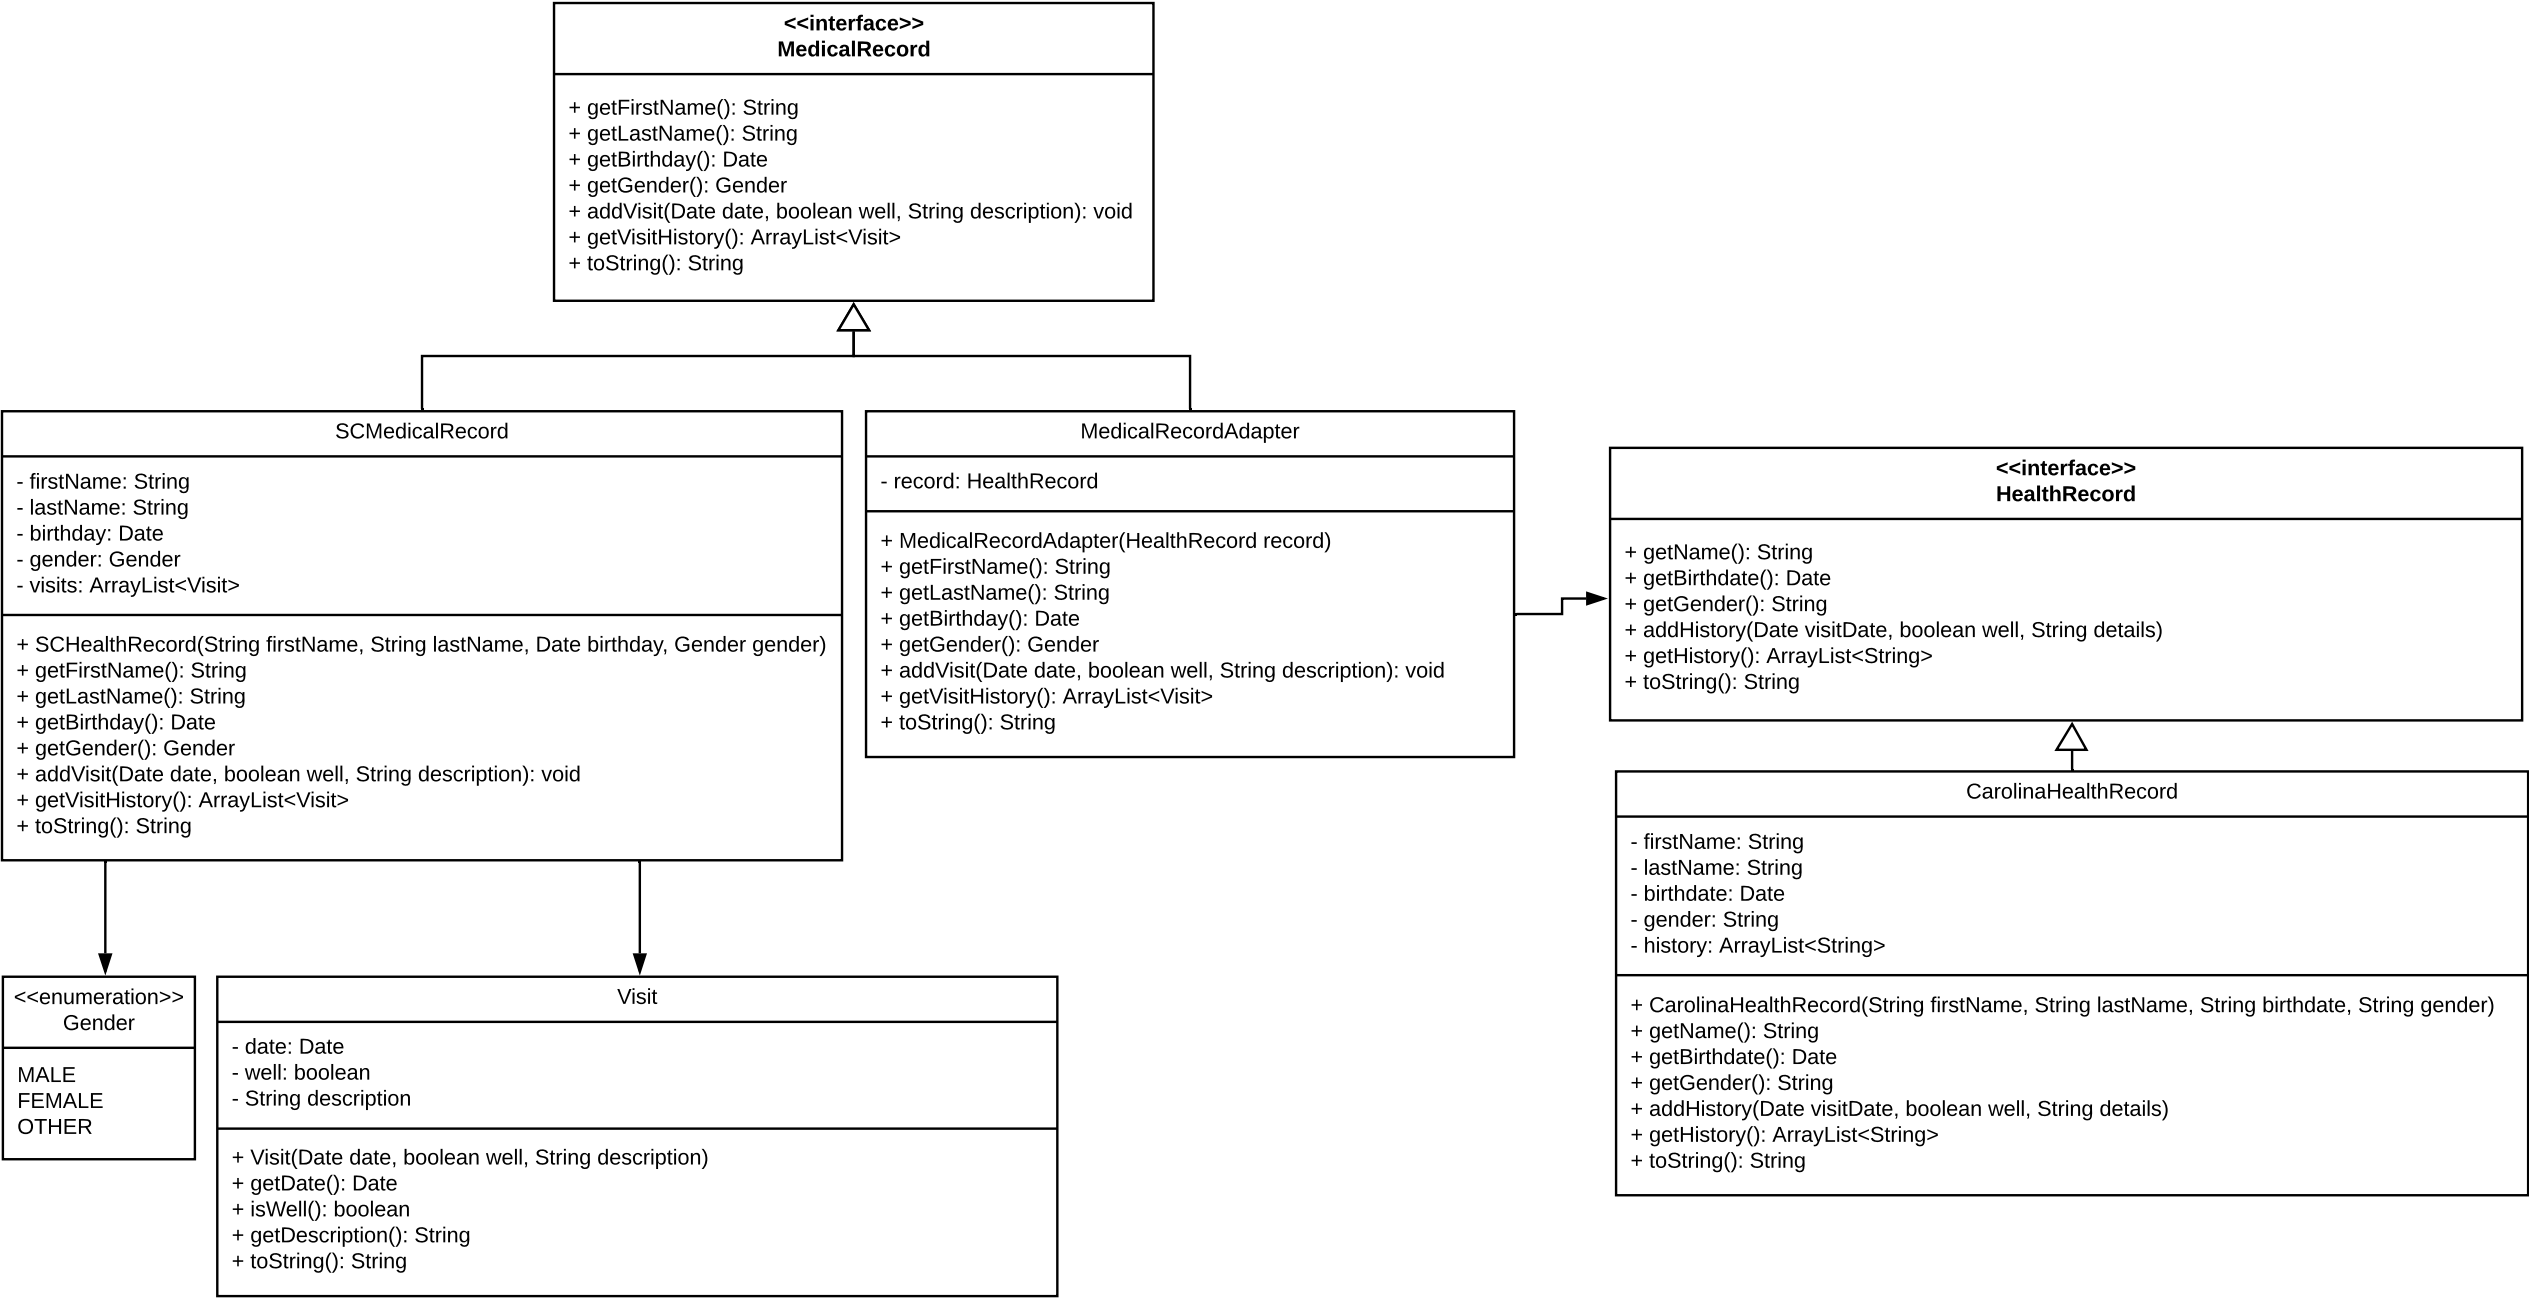 <<interface>>
MedicalRecord
+ getFirstName(): String
+ getLastName(): String
+ getBirthday(): Date
+ getGender(): Gender
+ addVisit(Date date, boolean well, String description): void
+ getVisitHistory(): ArrayList<Visit>
+ toString(): String
SCMedicalRecord
- firstName: String
- lastName: String
- birthday: Date
- gender: Gender
- visits: ArrayList<Visit>
+ SCHealthRecord(String firstName, String lastName, Date birthday, Gender gender)
+ getFirstName(): String
+ getLastName(): String
+ getBirthday(): Date
+ getGender(): Gender
+ addVisit(Date date, boolean well, String description): void
+ getVisitHistory(): ArrayList<Visit>
+ toString(): String
MedicalRecordAdapter
- record: HealthRecord
+ MedicalRecordAdapter(HealthRecord record)
+ getFirstName(): String
+ getLastName(): String
+ getBirthday(): Date
+ getGender(): Gender
+ addVisit(Date date, boolean well, String description): void
+ getVisitHistory(): ArrayList<Visit>
+ toString(): String
<<interface>>
HealthRecord
+ getName(): String
+ getBirthdate(): Date
+ getGender(): String
+ addHistory(Date visitDate, boolean well, String details)
+ getHistory(): ArrayList<String>
+ toString(): String
CarolinaHealthRecord
- firstName: String
- lastName: String
- birthdate: Date
- gender: String
- history: ArrayList<String>
+ CarolinaHealthRecord(String firstName, String lastName, String birthdate, String gender)
+ getName(): String
+ getBirthdate(): Date
+ getGender(): String
+ addHistory(Date visitDate, boolean well, String details)
+ getHistory(): ArrayList<String>
+ toString(): String
<<enumeration>>
Gender
MALE
FEMALE
OTHER
Visit
- date: Date
- well: boolean
- String description
+ Visit(Date date, boolean well, String description)
+ getDate(): Date
+ isWell(): boolean
+ getDescription(): String
+ toString(): String